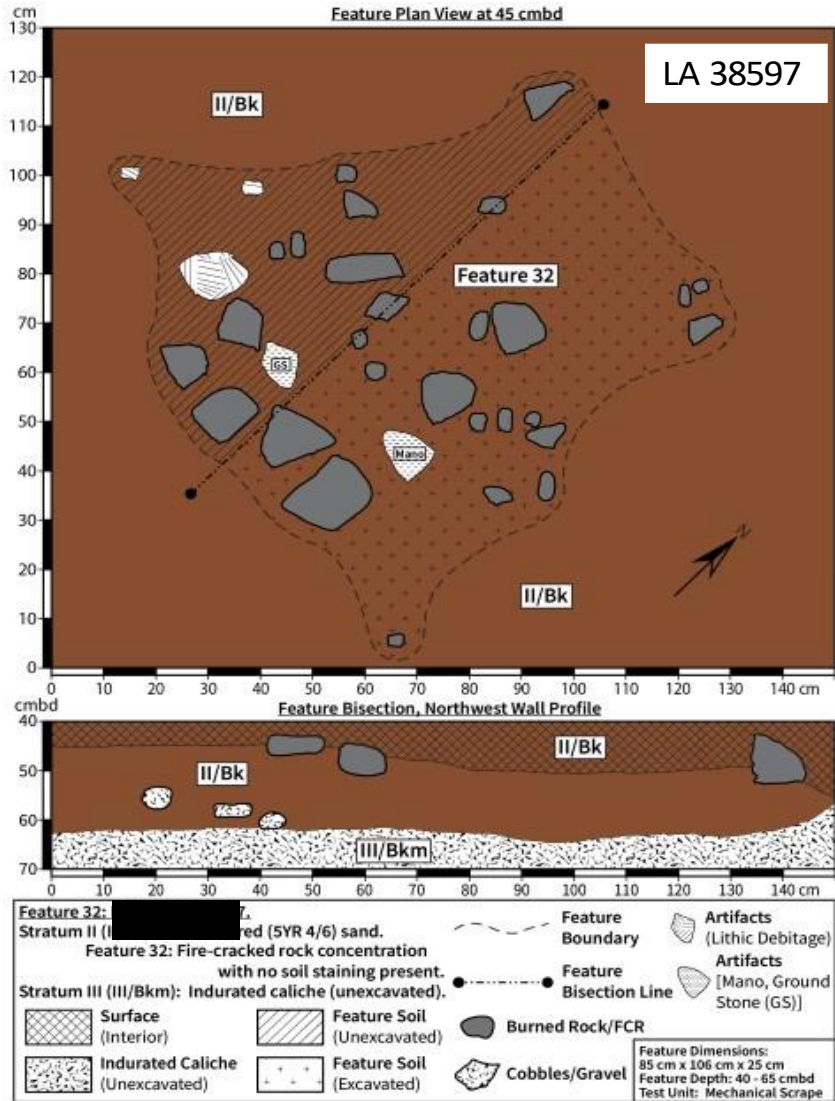 cm
Feature Plan View at 45 cmbd
130
LA 38597
120
II/Bk
110
100
90
80
Feature 32
70
GS
60
50
Mano
40
30
N
20
II/Bk
10
0
0 10 20 30 40 50 60 70 80 90 100 110 120 130 140 cm
cmbd
Feature Bisection, Northwest Wall Profile
40
II/Bk
II/Bk
50
60
III/Bkm
70
0 10 20 30 40 50 60 70 80 90 100 110 120 130 140
Feature 32:
Stratum II red (5YR 4/6) sand.
Feature 32: Fire-cracked rock concentration
with no soil staining present.
Stratum III (III/Bkm): Indurated caliche (unexcavated).
Surface
(Interior)
Feature Soil
(Unexcavated)
Indurated Caliche
(Unexcavated)
Feature Soil
(Excavated)
Feature
Boundary
Feature
Bisection Line
Burned Rock/FCR
Cobbles/Gravel
Artifacts
(Lithic Debitage)
Artifacts
[Mano, Ground
Stone (GS)]
Feature Dimensions:
85 cm x 106 cm x 25 cm
Feature Depth: 40 - 65 cmbd
Test Unit: Mechanical Scrape